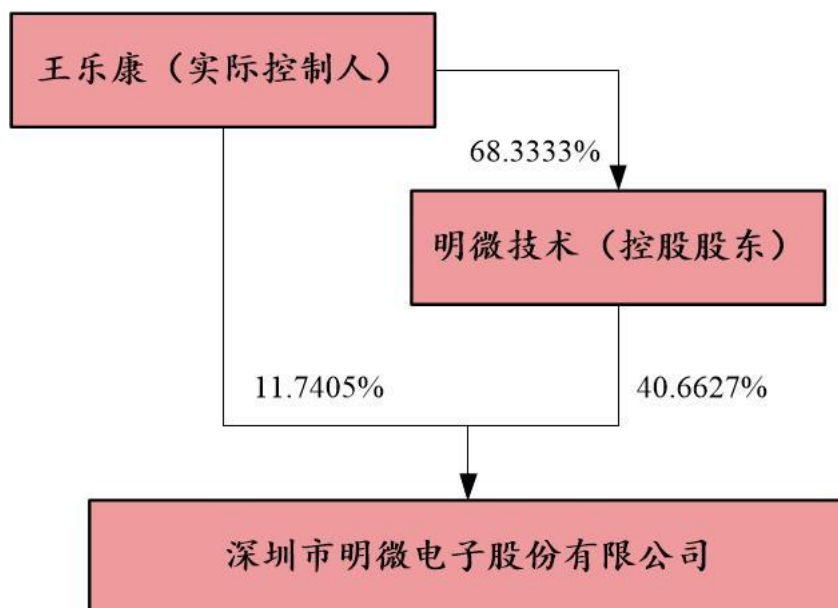 王乐康（实际控制人）
68.3333%
明微技术（控股股东）
11.7405%
40.6627%
深圳市明微电子股份有限公司